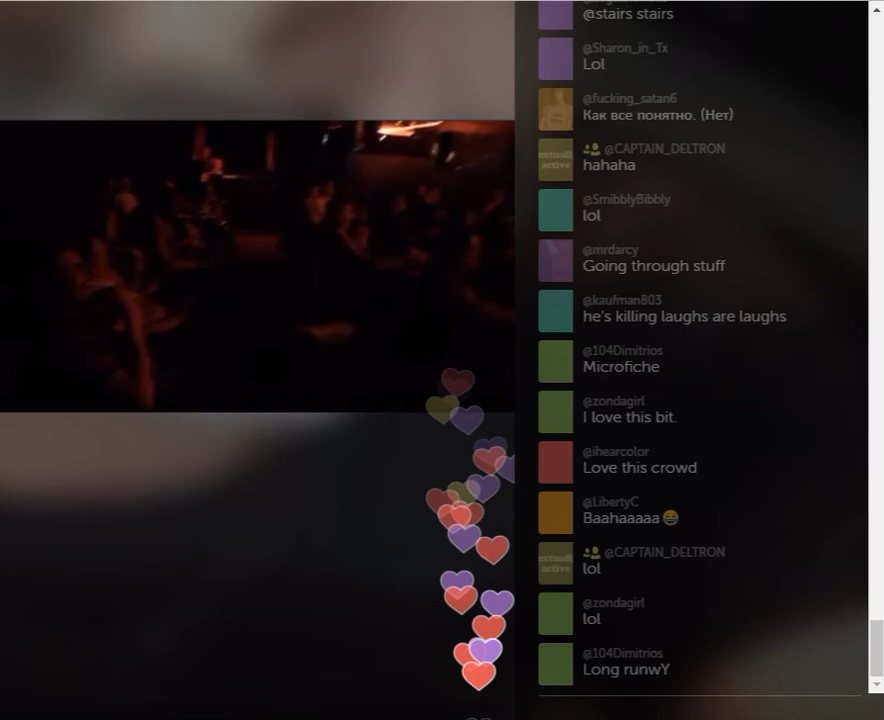 @stairs stairs
@Sharon_in_Tx
Lol
@fucking_satan6
Как все понятно. (Нет)
@CAPTAIN_DELTRON
hahaha
@SmibblyBibbly
lol
@mrdarcy
Going through stuff
@kaufman803
he's killing laughs are laughs
@104Dimitrios
Microfiche
@zondagirl
I love this bit.
@ihearcolor
Love this crowd
@LibertyC
Baahaaaaa😂
@CAPTAIN_DELTRON
lol
@zondagirl
lol
@104Dimitrios
Long runwY